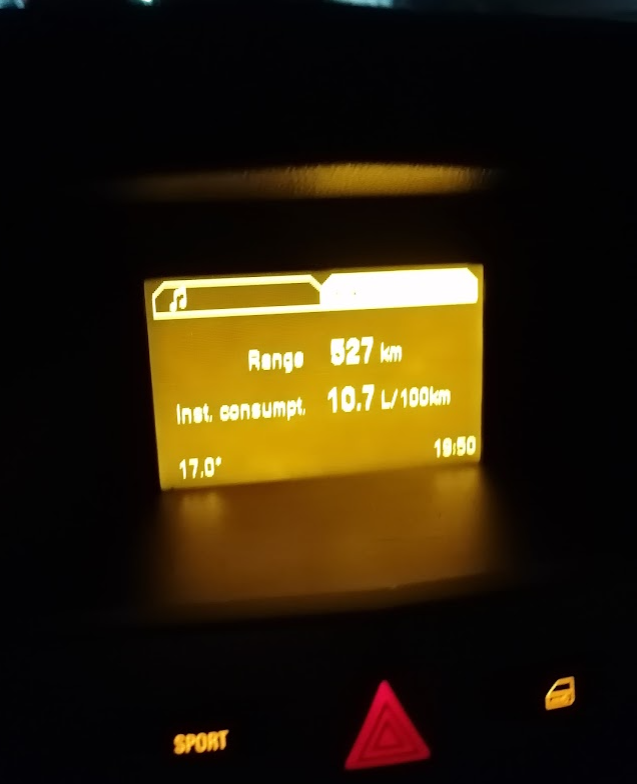 Range 527 km
Inst. consumpt. 10.7 L/100km
17.0° 19:50
SPORT